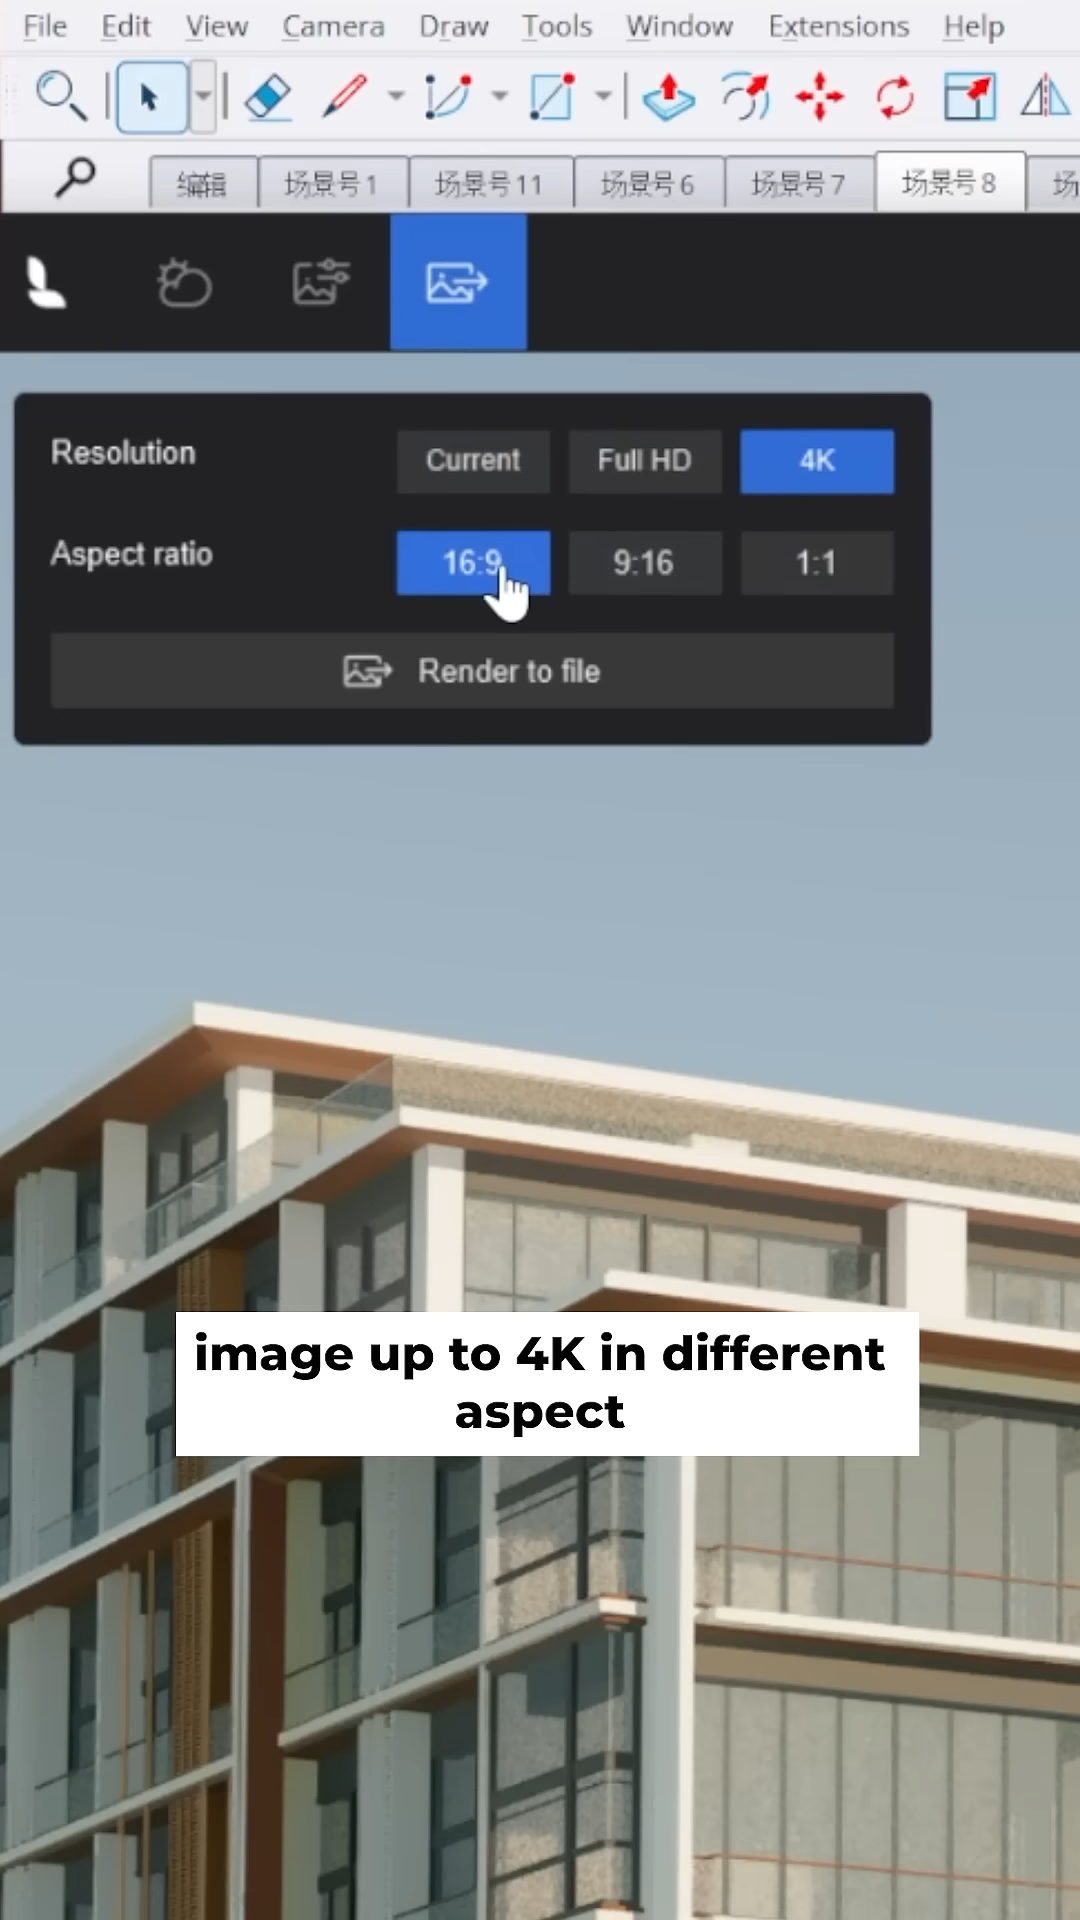 File Edit View Camera Draw Tools Window Extensions Help
编辑 场景号1 场景号11 场景号6 场景号7 场景号8 场
Resolution Current Full HD 4K
Aspect ratio 16:9 9:16 1:1
Render to file
image up to 4K in different
aspect